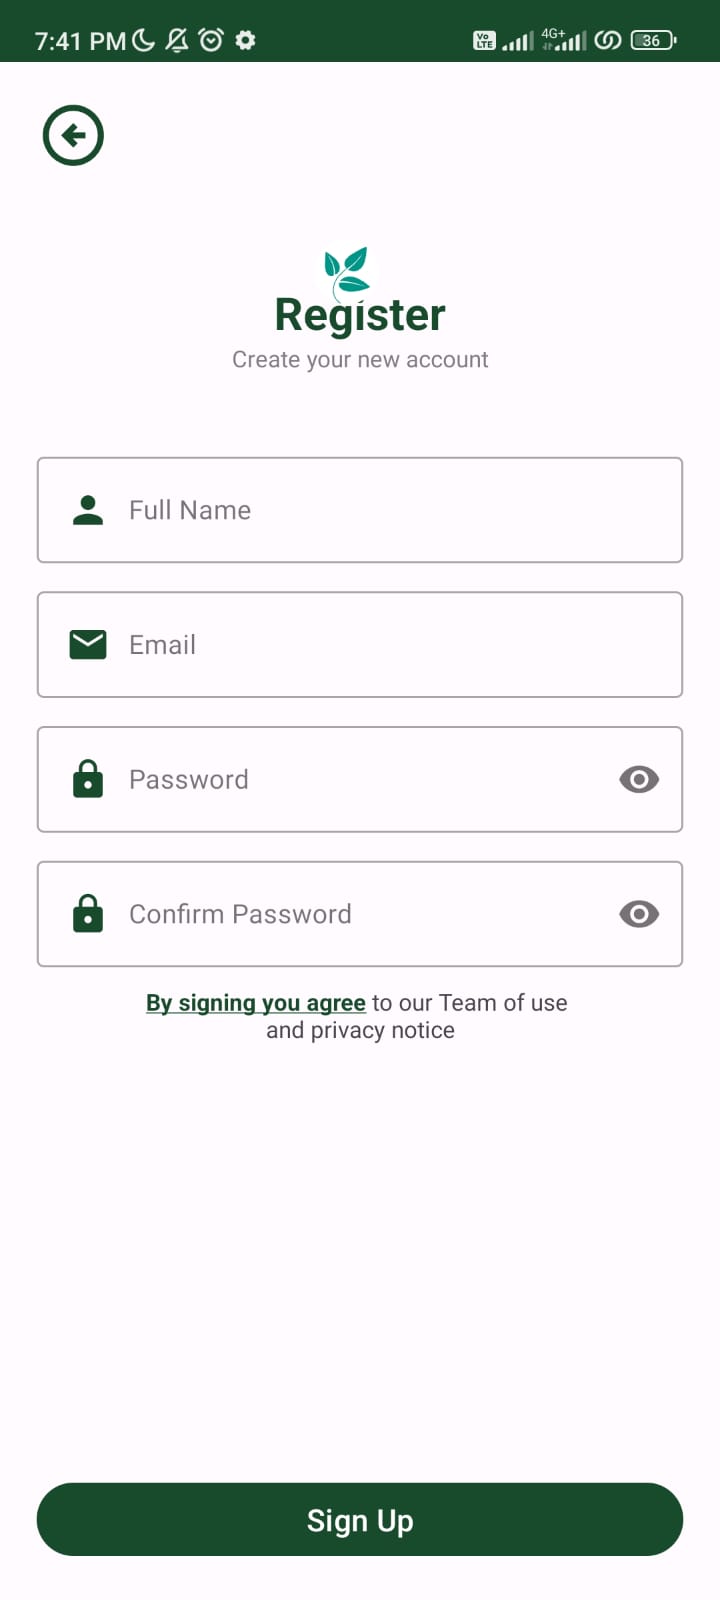 7:41 PM Vo LTE 4G+ 36
Register
Create your new account
Full Name
Email
Password
Confirm Password
By signing you agree to our Team of use
and privacy notice
Sign Up